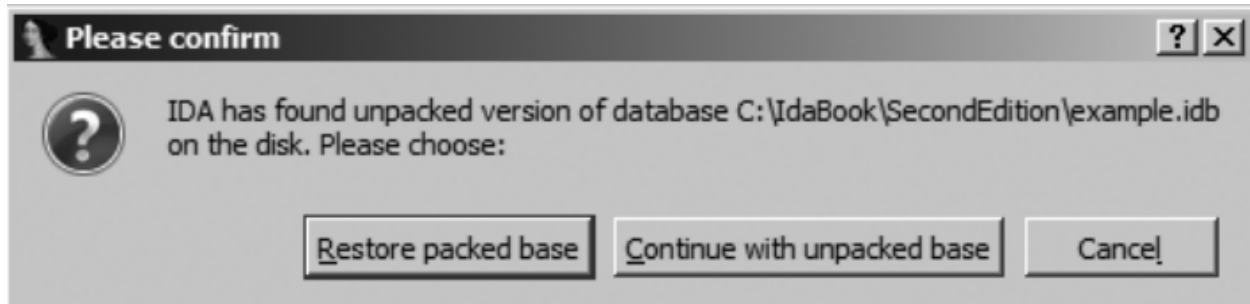 Please confirm
? X
IDA has found unpacked version of database C:\IdaBook\SecondEdition\example.idb
on the disk. Please choose:
Restore packed base Continue with unpacked base Cancel